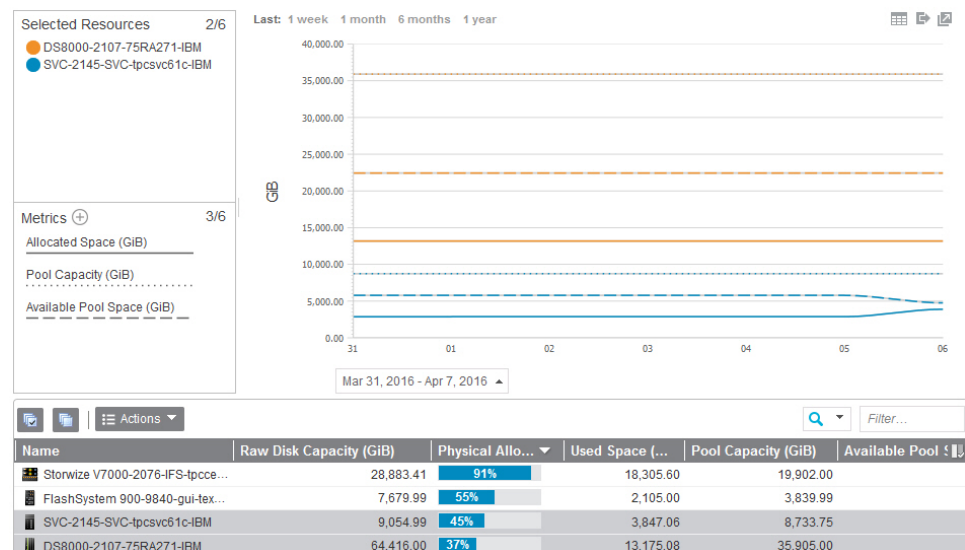 Selected Resources 2/6
DS8000-2107-75RA271-IBM
SVC-2145-SVC-tpcsvc61c-IBM
Metrics 3/6
Allocated Space (GiB)
Pool Capacity (GiB)
Available Pool Space (GiB)
Last: 1 week 1 month 6 months 1 year
40,000.00
35,000.00
30,000.00
25,000.00
20,000.00
15,000.00
10,000.00
5,000.00
0.00
GiB
31 01 02 03 04 05 06
Mar 31, 2016 - Apr 7, 2016
Actions
Filter...
Name Raw Disk Capacity (GiB) Physical Allo... Used Space (... Pool Capacity (GiB) Available Pool
Storwize V7000-2076-IFS-tpcce... 28,883.41 91% 18,305.60 19,902.00
FlashSystem 900-9840-gui-tex... 7,679.99 55% 2,105.00 3,839.99
SVC-2145-SVC-tpcsvc61c-IBM 9,054.99 45% 3,847.06 8,733.75
DS8000-2107-75RA271-IBM 64,416.00 37% 13,175.08 35,905.00